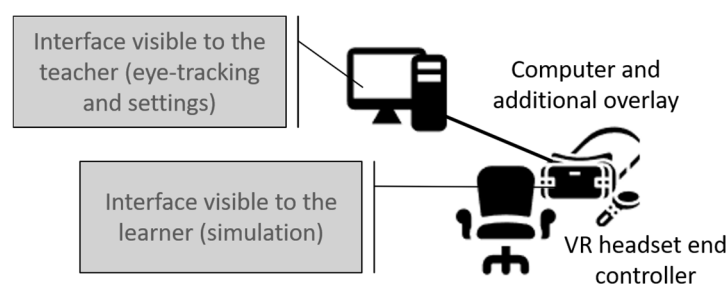 Interface visible to the
teacher (eye-tracking
and settings)
Computer and
additional overlay
Interface visible to the
learner (simulation)
VR headset end
controller